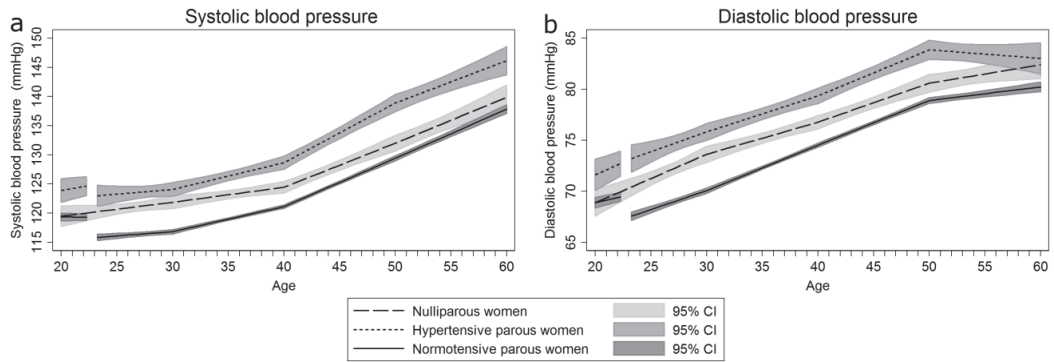 a Systolic blood pressure
Systolic blood pressure (mmHg)
150
145
140
135
130
125
120
115
20 25 30 35 40 45 50 55 60
Age
b Diastolic blood pressure
Diastolic blood pressure (mmHg)
85
80
75
70
65
20 25 30 35 40 45 50 55 60
Age
Nulliparous women 95% CI
Hypertensive parous women 95% CI
Normotensive parous women 95% CI